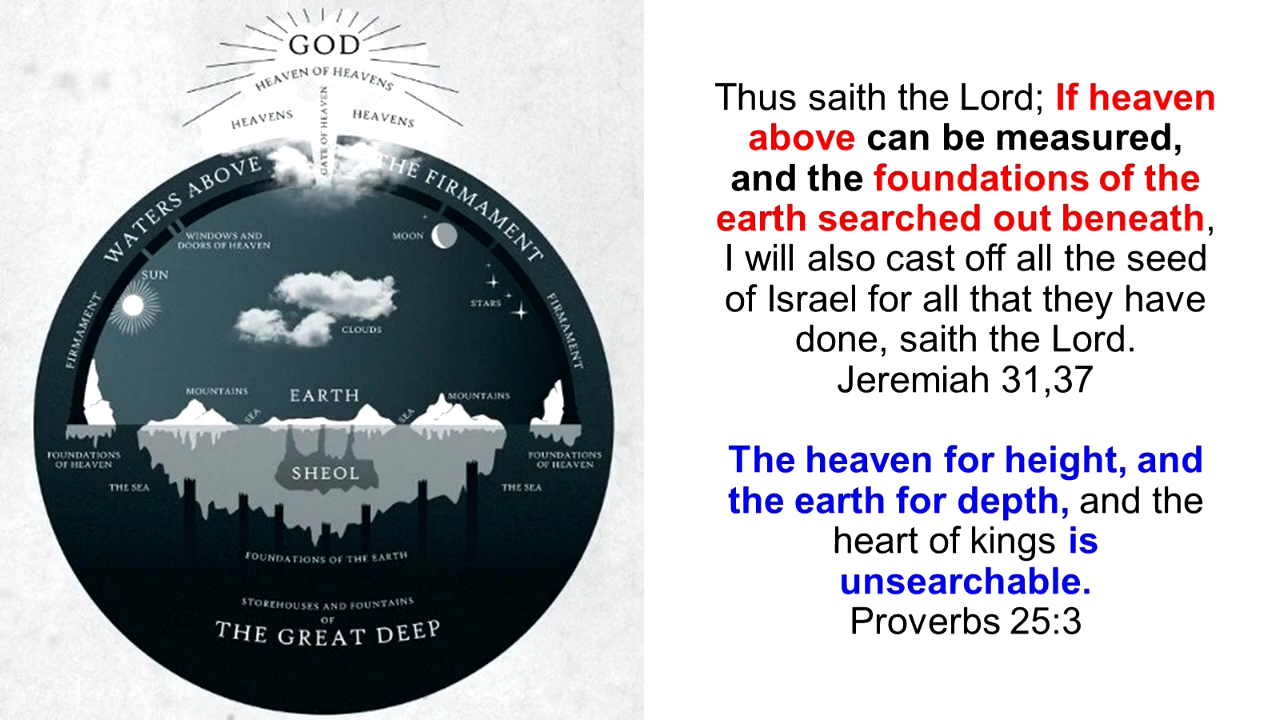 GOD
HEAVEN OF HEAVENS
HEAVENS
GATE OF HEAVEN
HEAVENS
WATERS ABOVE
THE FIRMAMENT
WINDOWS AND
DOORS OF HEAVEN
MOON
SUN
STARS
CLOUDS
FIRMAMENT
FIRMAMENT
MOUNTAINS
SEA
EARTH
SEA
MOUNTAINS
FOUNDATIONS
OF HEAVEN
SHEOL
FOUNDATIONS
OF HEAVEN
THE SEA
THE SEA
FOUNDATIONS OF THE EARTH
STOREHOUSES AND FOUNTAINS
OF
THE GREAT DEEP
Thus saith the Lord; If heaven
above can be measured,
and the foundations of the
earth searched out beneath,
I will also cast off all the seed
of Israel for all that they have
done, saith the Lord.
Jeremiah 31,37
The heaven for height, and
the earth for depth, and the
heart of kings is
unsearchable.
Proverbs 25:3